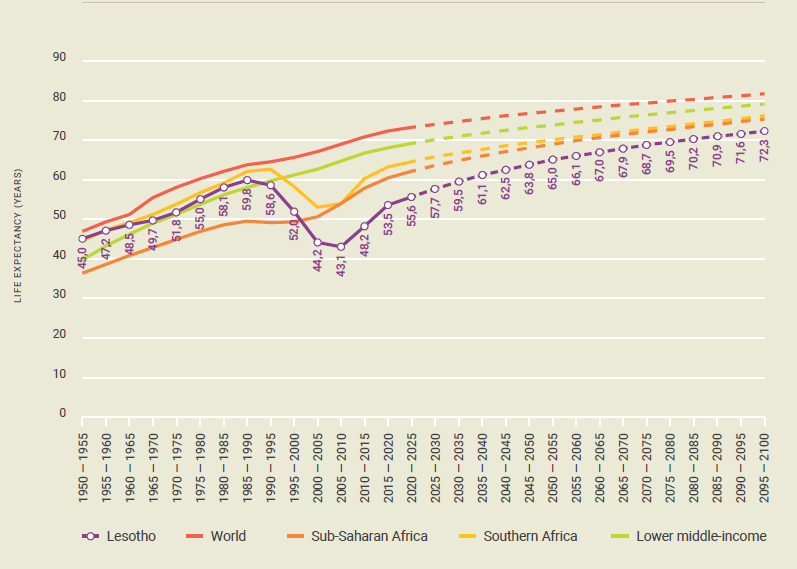 90
80
70
60
50
40
30
20
10
0
LIFE EXPECTANCY (YEARS)
45,0
47,2
48,5
49,7
51,8
55,0
58,1
59,8
58,6
52,0
44,2
43,1
48,2
53,5
55,6
57,7
59,5
61,1
62,5
63,8
65,0
66,1
67,0
67,9
68,7
69,5
70,2
70,9
71,6
72,3
1950 — 1955
1950 — 1960
1960 — 1965
1965 — 1970
1970 — 1975
1975 — 1980
1980 — 1985
1985 — 1990
1990 — 1995
1995 — 2000
2000 — 2005
2005 — 2010
2010 — 2015
2015 — 2020
2020 — 2025
2025 — 2030
2030 — 2035
2035 — 2040
2040 — 2045
2045 — 2050
2050 — 2055
2055 — 2060
2060 — 2065
2065 — 2070
2070 — 2075
2075 — 2080
2080 — 2085
2085 — 2090
2090 — 2095
2095 — 2100
Lesotho World Sub-Saharan Africa Southern Africa Lower middle-income